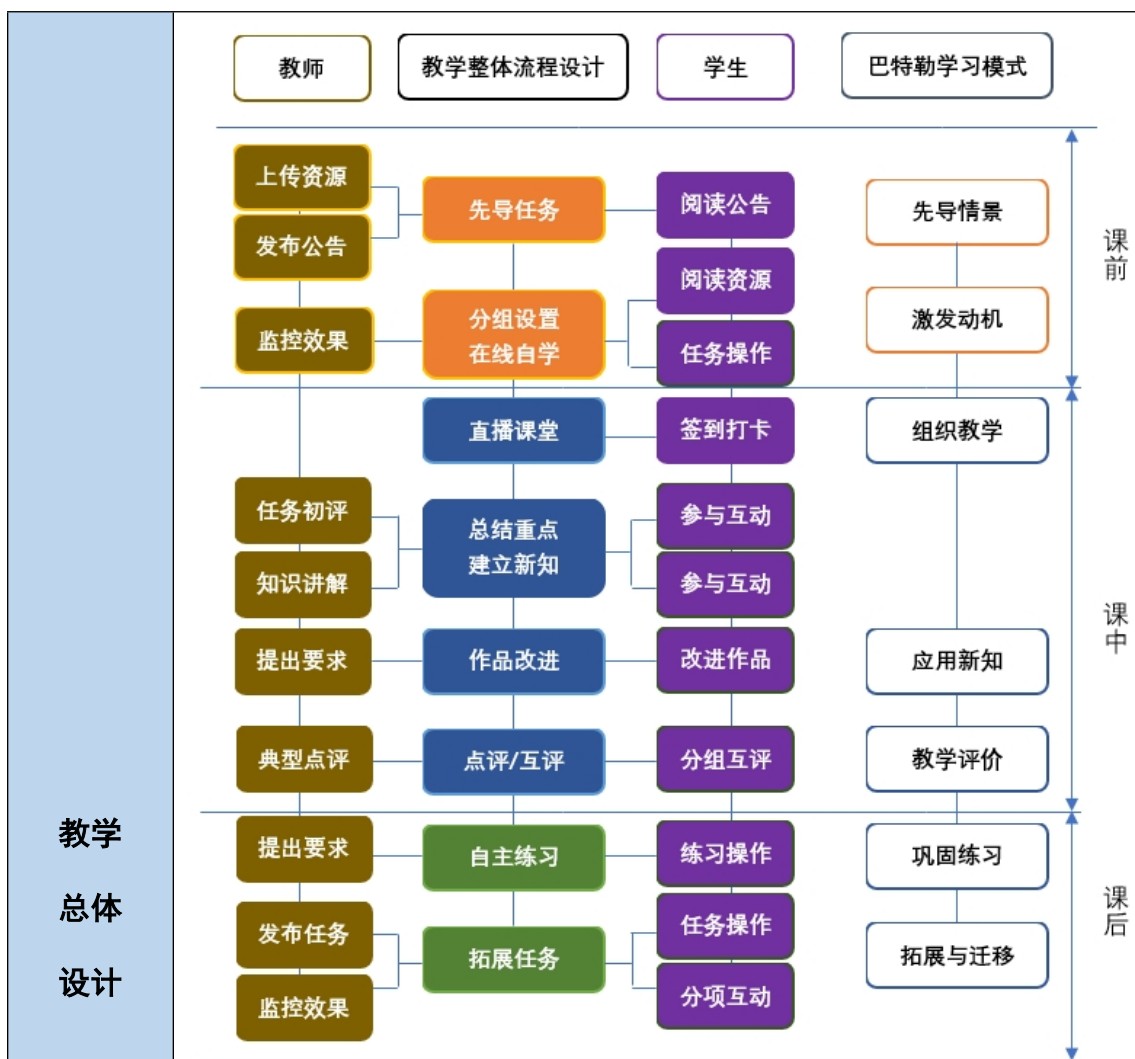 教师
教学整体流程设计
学生
巴特勒学习模式
上传资源
发布公告
先导任务
阅读公告
先导情景
阅读资源
监控效果
分组设置
在线自学
任务操作
激发动机
课前
直播课堂
签到打卡
组织教学
任务初评
知识讲解
总结重点
建立新知
参与互动
参与互动
提出要求
作品改进
改进作品
应用新知
课中
典型点评
点评/互评
分组互评
教学评价
提出要求
自主练习
练习操作
巩固练习
发布任务
监控效果
拓展任务
任务操作
分项互动
拓展与迁移
课后
教学
总体
设计